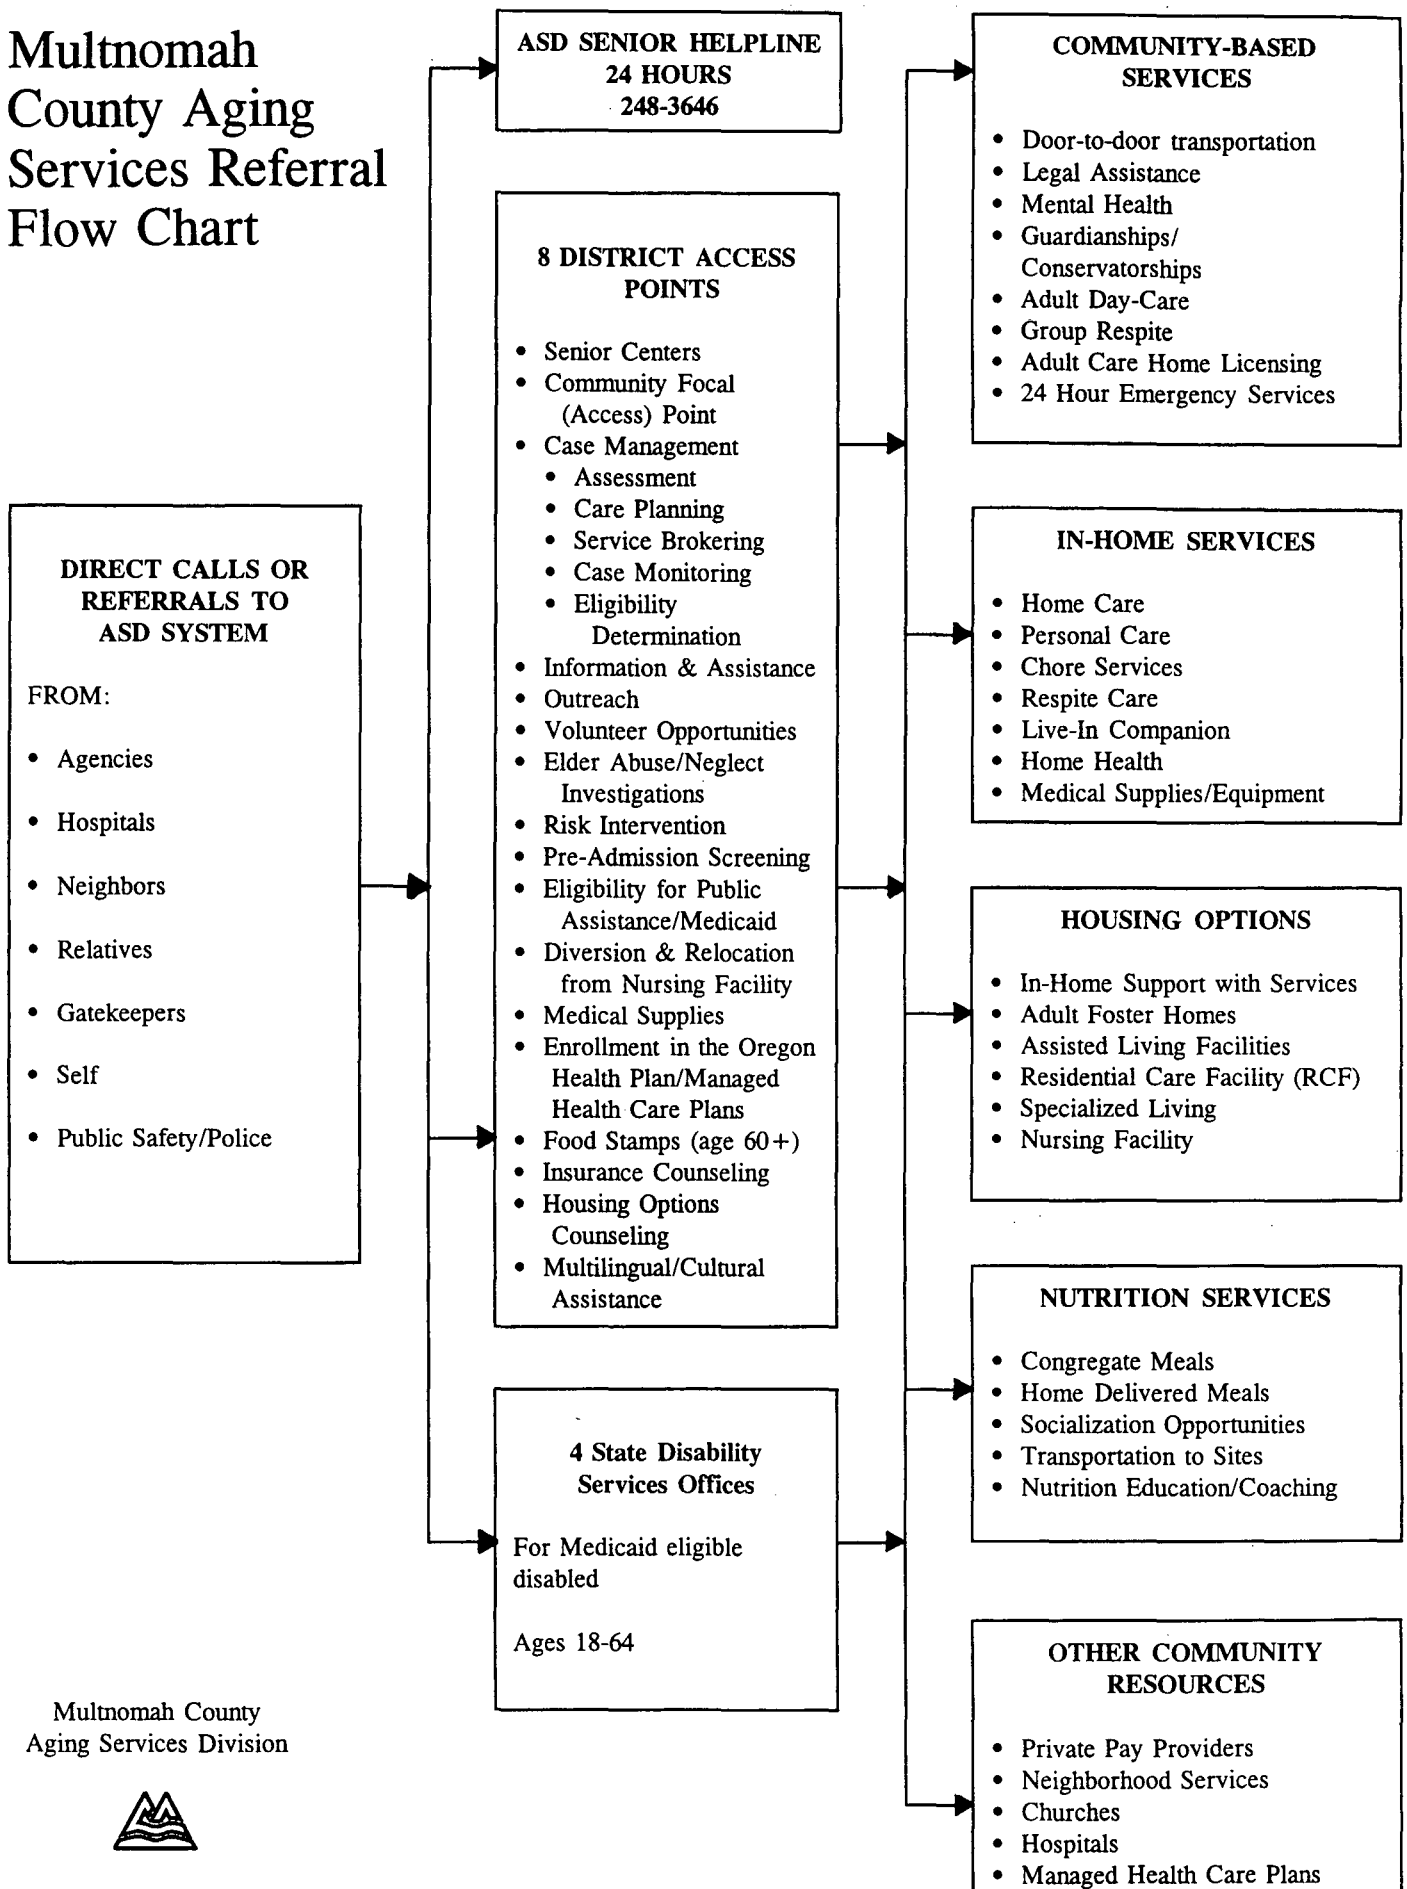 Multnomah
County Aging
Services Referral
Flow Chart
DIRECT CALLS OR
REFERRALS TO
ASD SYSTEM
FROM:
• Agencies
• Hospitals
• Neighbors
• Relatives
• Gatekeepers
• Self
• Public Safety/Police
Multnomah County
Aging Services Division
ASD SENIOR HELPLINE
24 HOURS
248-3646
8 DISTRICT ACCESS
POINTS
• Senior Centers
• Community Focal
(Access) Point
• Case Management
• Assessment
• Care Planning
• Service Brokering
• Case Monitoring
• Eligibility
Determination
• Information & Assistance
• Outreach
• Volunteer Opportunities
• Elder Abuse/Neglect
Investigations
• Risk Intervention
• Pre-Admission Screening
• Eligibility for Public
Assistance/Medicaid
• Diversion & Relocation
from Nursing Facility
• Medical Supplies
• Enrollment in the Oregon
Health Plan/Managed
Health Care Plans
• Food Stamps (age 60+)
• Insurance Counseling
• Housing Options
Counseling
• Multilingual/Cultural
Assistance
4 State Disability
Services Offices
For Medicaid eligible
disabled
Ages 18-64
COMMUNITY-BASED
SERVICES
• Door-to-door transportation
• Legal Assistance
• Mental Health
• Guardianships/
Conservatorships
• Adult Day-Care
• Group Respite
• Adult Care Home Licensing
• 24 Hour Emergency Services
IN-HOME SERVICES
• Home Care
• Personal Care
• Chore Services
• Respite Care
• Live-In Companion
• Home Health
• Medical Supplies/Equipment
HOUSING OPTIONS
• In-Home Support with Services
• Adult Foster Homes
• Assisted Living Facilities
• Residential Care Facility (RCF)
• Specialized Living
• Nursing Facility
NUTRITION SERVICES
• Congregate Meals
• Home Delivered Meals
• Socialization Opportunities
• Transportation to Sites
• Nutrition Education/Coaching
OTHER COMMUNITY
RESOURCES
• Private Pay Providers
• Neighborhood Services
• Churches
• Hospitals
• Managed Health Care Plans